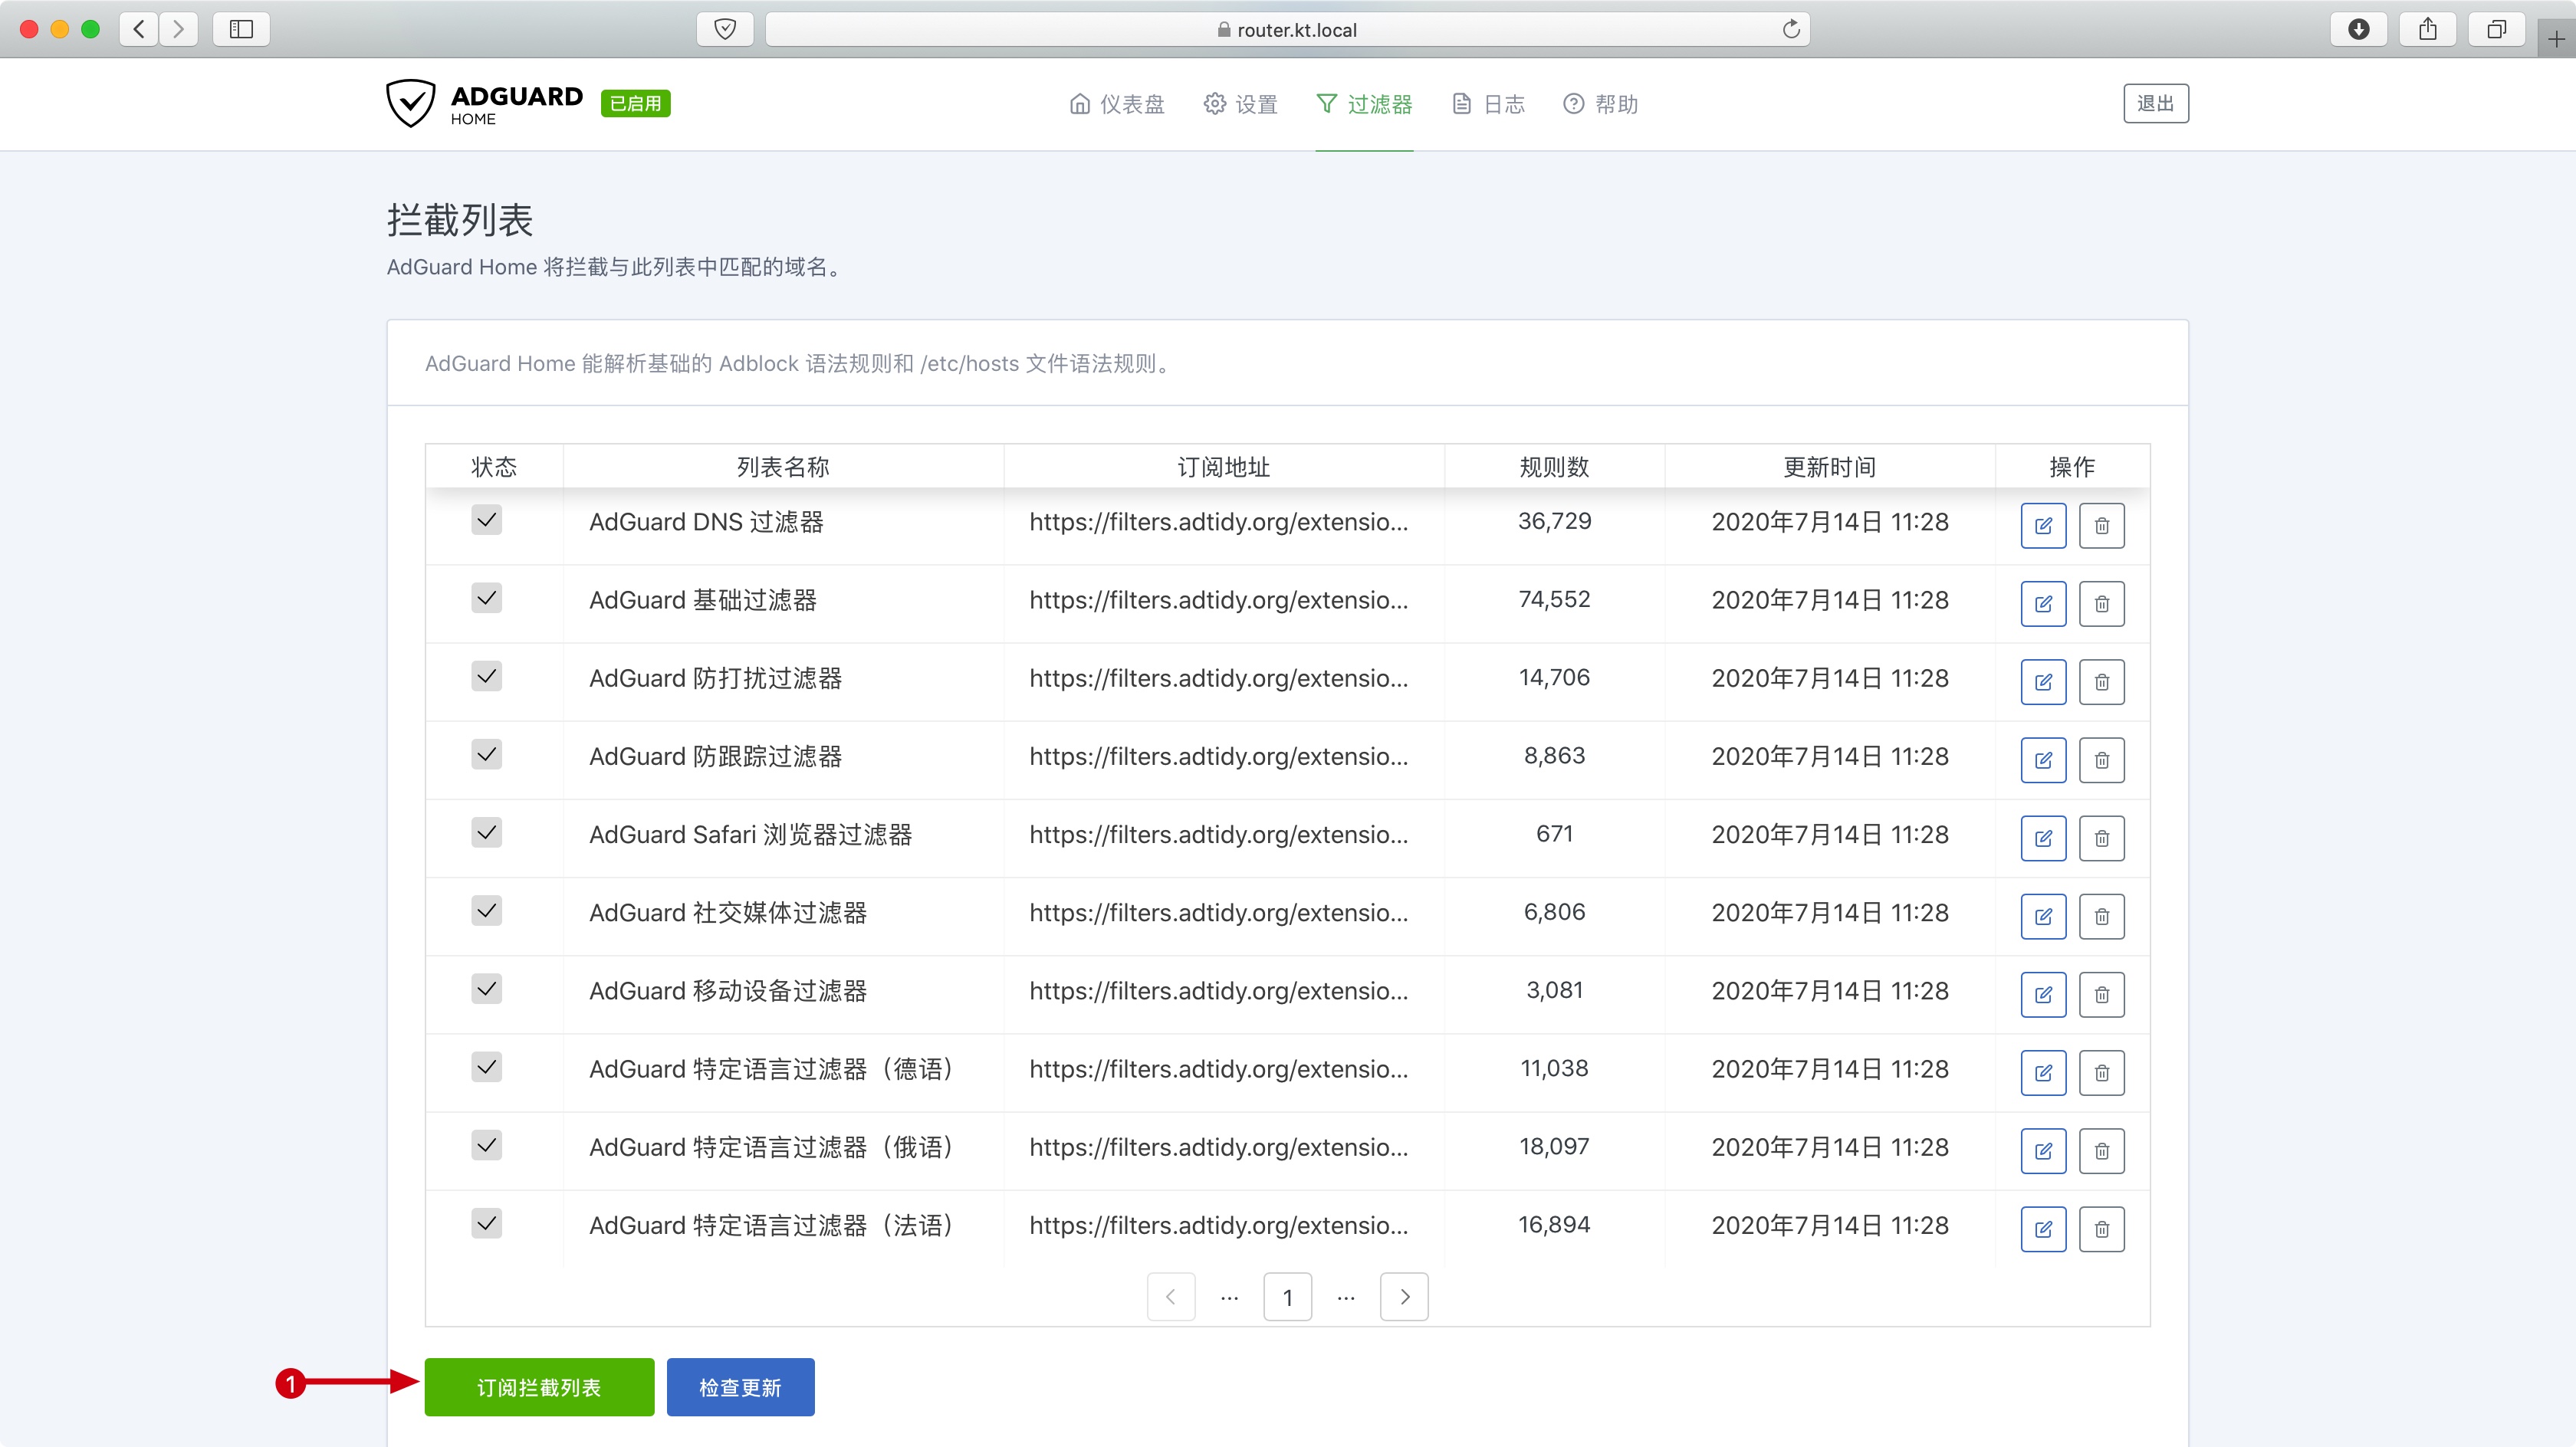 router.kt.local
ADGUARD
HOME
已启用
仪表盘
设置
过滤器
日志
帮助
退出
拦截列表
AdGuard Home 将拦截与此列表中匹配的域名。
AdGuard Home 能解析基础的 Adblock 语法规则和 /etc/hosts 文件语法规则。
状态 列表名称 订阅地址 规则数 更新时间 操作
AdGuard DNS 过滤器 https://filters.adtidy.org/extensio... 36,729 2020年7月14日 11:28
AdGuard 基础过滤器 https://filters.adtidy.org/extensio... 74,552 2020年7月14日 11:28
AdGuard 防打扰过滤器 https://filters.adtidy.org/extensio... 14,706 2020年7月14日 11:28
AdGuard 防跟踪过滤器 https://filters.adtidy.org/extensio... 8,863 2020年7月14日 11:28
AdGuard Safari 浏览器过滤器 https://filters.adtidy.org/extensio... 671 2020年7月14日 11:28
AdGuard 社交媒体过滤器 https://filters.adtidy.org/extensio... 6,806 2020年7月14日 11:28
AdGuard 移动设备过滤器 https://filters.adtidy.org/extensio... 3,081 2020年7月14日 11:28
AdGuard 特定语言过滤器（德语） https://filters.adtidy.org/extensio... 11,038 2020年7月14日 11:28
AdGuard 特定语言过滤器（俄语） https://filters.adtidy.org/extensio... 18,097 2020年7月14日 11:28
AdGuard 特定语言过滤器（法语） https://filters.adtidy.org/extensio... 16,894 2020年7月14日 11:28
... 1 ...
1
订阅拦截列表
检查更新